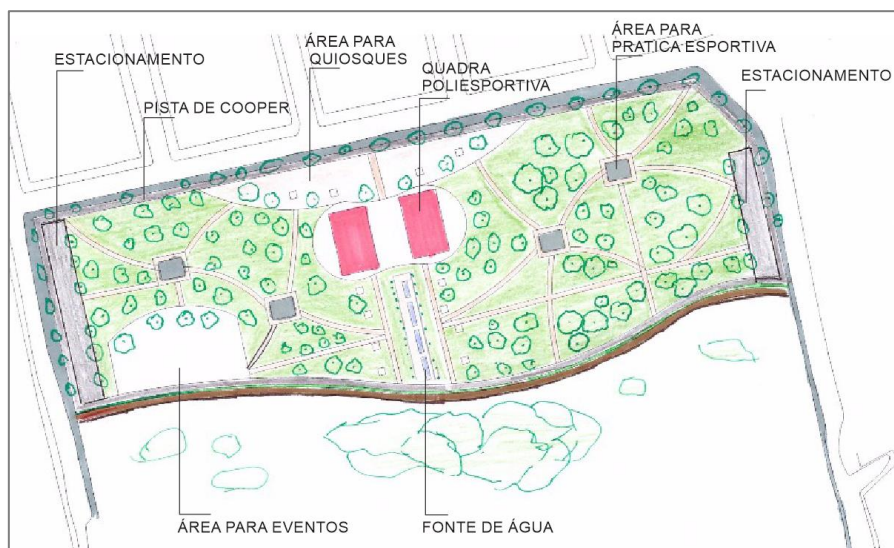 ESTACIONAMENTO
ÁREA PARA
QUIOSQUES
QUADRA
POLIESPORTIVA
ÁREA PARA
PRATICA ESPORTIVA
ESTACIONAMENTO
PISTA DE COOPER
ÁREA PARA EVENTOS
FONTE DE ÁGUA